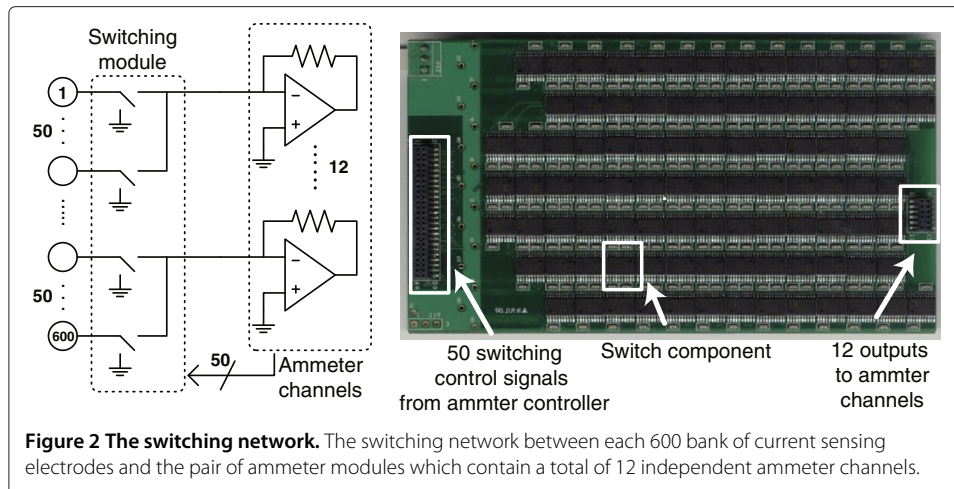 Switching
module
1
50
12
50
600
50
Ammeter
channels
50 switching
control signals
from ammter controller
Switch component
12 outputs
to ammter
channels
Figure 2 The switching network. The switching network between each 600 bank of current sensing
electrodes and the pair of ammeter modules which contain a total of 12 independent ammeter channels.